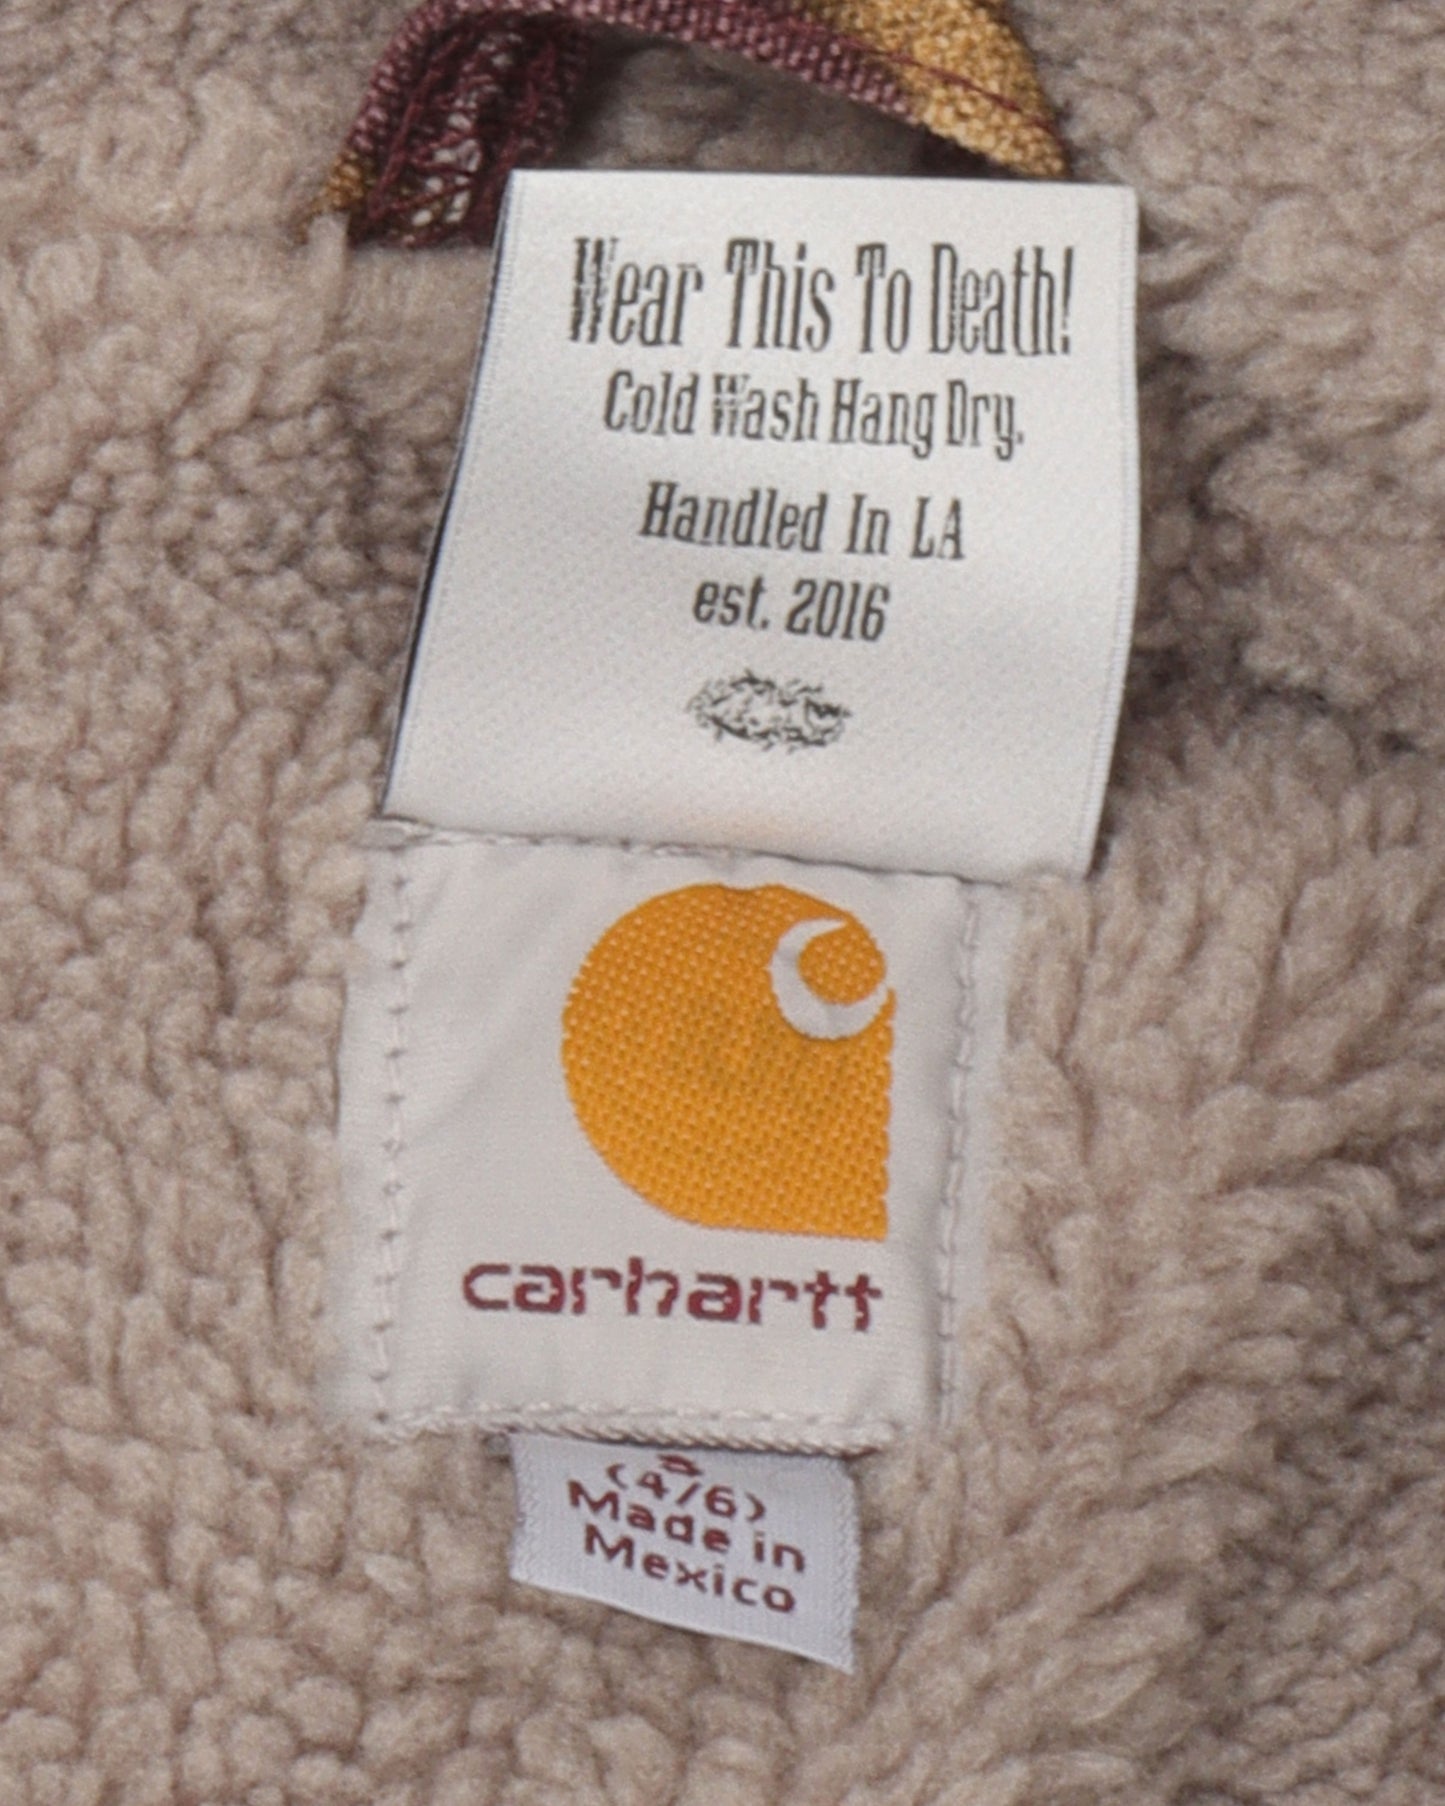 Wear This To Death!
Cold Wash Hang Dry.
Handled In LA
est. 2016
carhartt
(4/6)
Made in
Mexico